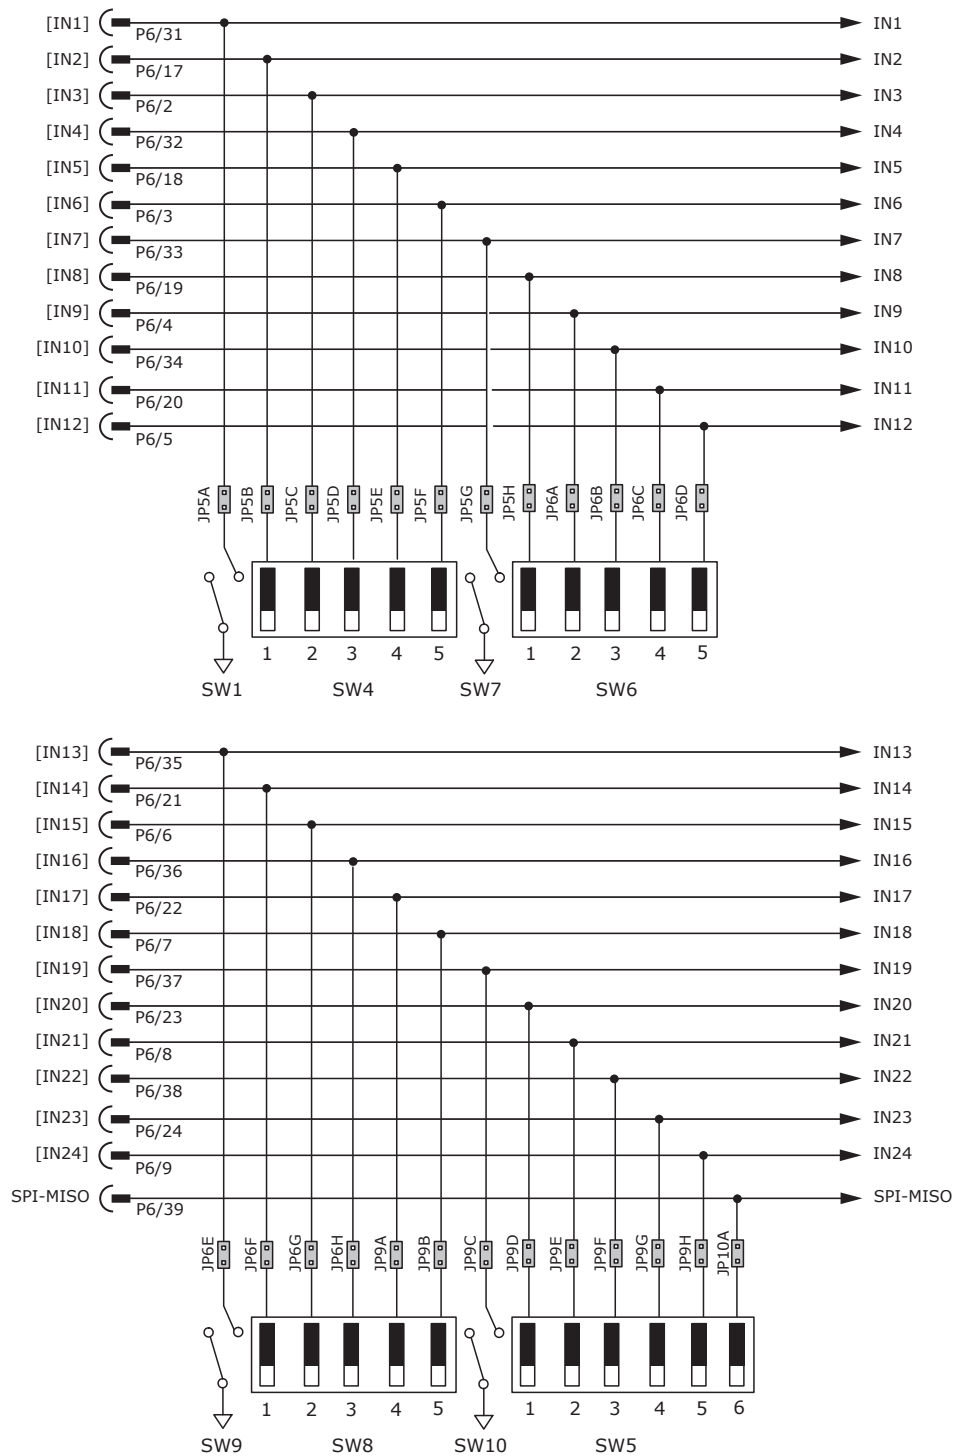 [IN1] P6/31 IN1
[IN2] P6/17 IN2
[IN3] P6/2 IN3
[IN4] P6/32 IN4
[IN5] P6/18 IN5
[IN6] P6/3 IN6
[IN7] P6/33 IN7
[IN8] P6/19 IN8
[IN9] P6/4 IN9
[IN10] P6/34 IN10
[IN11] P6/20 IN11
[IN12] P6/5 IN12
JP5A JP5B JP5C JP5D JP5E JP5F JP5G JP5H JP6A JP6B JP6C JP6D
1 2 3 4 5 1 2 3 4 5
SW1 SW4 SW7 SW6
[IN13] P6/35 IN13
[IN14] P6/21 IN14
[IN15] P6/6 IN15
[IN16] P6/36 IN16
[IN17] P6/22 IN17
[IN18] P6/7 IN18
[IN19] P6/37 IN19
[IN20] P6/23 IN20
[IN21] P6/8 IN21
[IN22] P6/38 IN22
[IN23] P6/24 IN23
[IN24] P6/9 IN24
SPI-MISO P6/39 SPI-MISO
JP6E JP6F JP6G JP6H JP9A JP9B JP9C JP9D JP9E JP9F JP9G JP9H JP10A
1 2 3 4 5 1 2 3 4 5 6
SW9 SW8 SW10 SW5